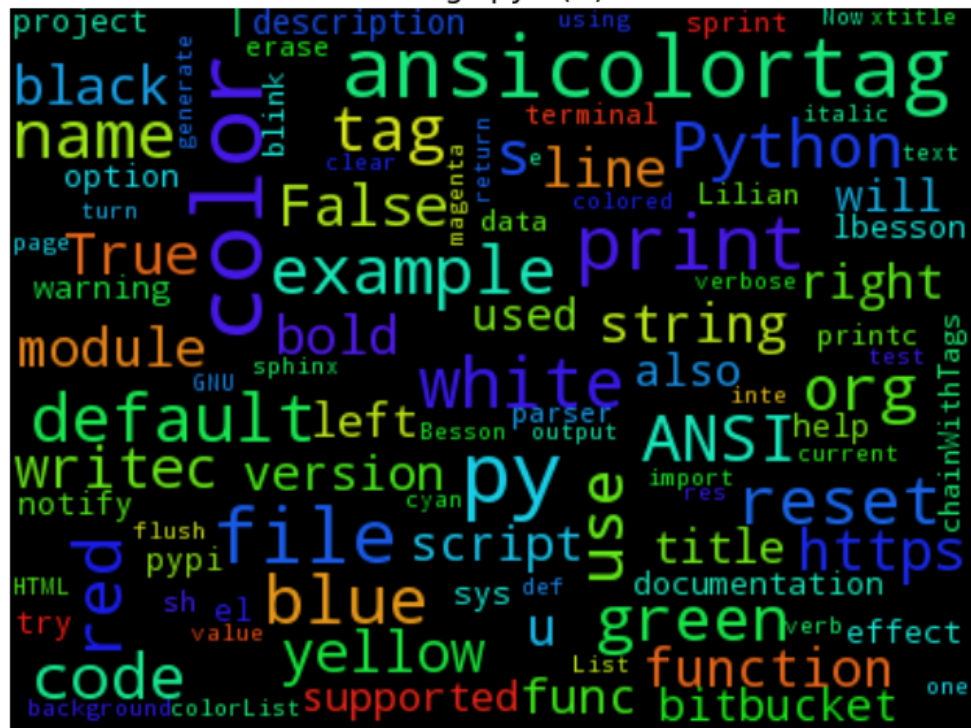 project
description
using
sprint
Now
xtitle
erase
ansicolortag
black
generate
color
blink
name
tag
terminal
italic
Python
text
clear
magenta
return
s
e
line
option
False
colored
Lilian
will
turn
data
lbesson
page
True
example
print
verbose
right
warning
used
string
bold
printc
module
sphinx
test
GNU
white
also
inte
org
chainWithTags
default
left
parser
Besson
output
ANSI
help
current
writec
version
py
import
res
reset
notify
cyan
use
flush
file
script
title
https
red
pypi
HTML
sh
el
blue
sys
def
documentation
try
value
u
green
verb
effect
yellow
List
function
code
one
background
colorList
supported
func
bitbucket